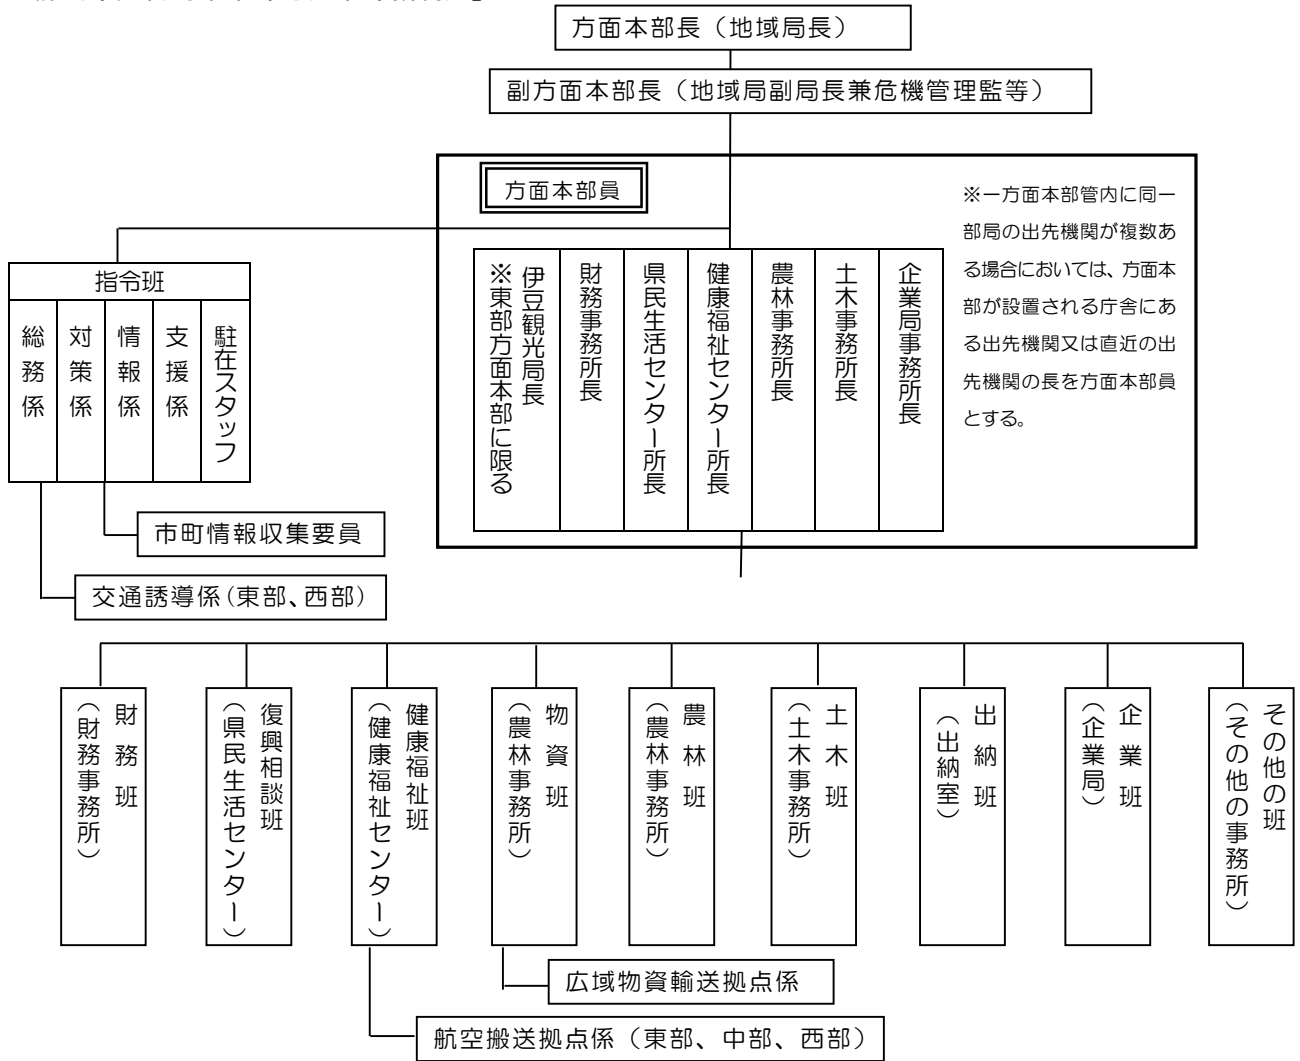 方面本部長（地域局長）
副方面本部長（地域局副局長兼危機管理監等）
方面本部員
※一方面本部管内に同一
部局の出先機関が複数あ
る場合においては、方面本
部が設置される庁舎にあ
る出先機関又は直近の出
先機関の長を方面本部員
とする。
伊豆観光局長
※東部方面本部に限る
財務事務所長
県民生活センター所長
健康福祉センター所長
農林事務所長
土木事務所長
企業局事務所長
指令班
総務係
対策係
情報係
支援係
駐在スタッフ
市町情報収集要員
交通誘導係（東部、西部）
財務班
（財務事務所）
復興相談班
（県民生活センター）
健康福祉班
（健康福祉センター）
物資班
（農林事務所）
農林班
（農林事務所）
土木班
（土木事務所）
出納班
（出納室）
企業班
（企業局）
その他の班
（その他の事務所）
広域物資輸送拠点係
航空搬送拠点係（東部、中部、西部）